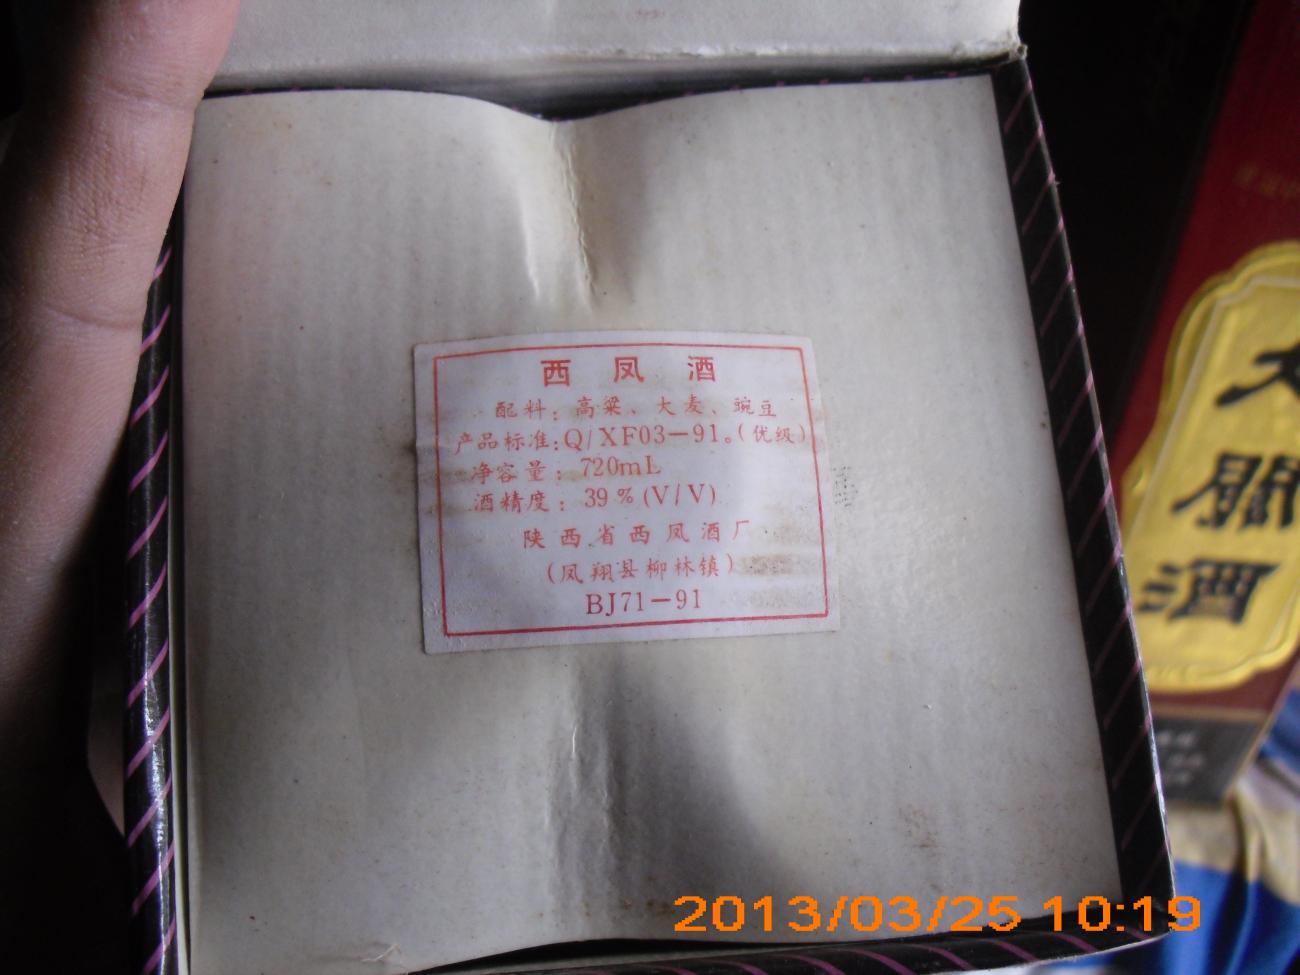 西凤酒
配料：高粱、大麦、豌豆
产品标准：Q/XF03-91。(优级)
净容量：720mL
酒精度：39%(V/V)
陕西省西凤酒厂
(凤翔县柳林镇)
BJ71-91
酒
2013/03/25 10:19